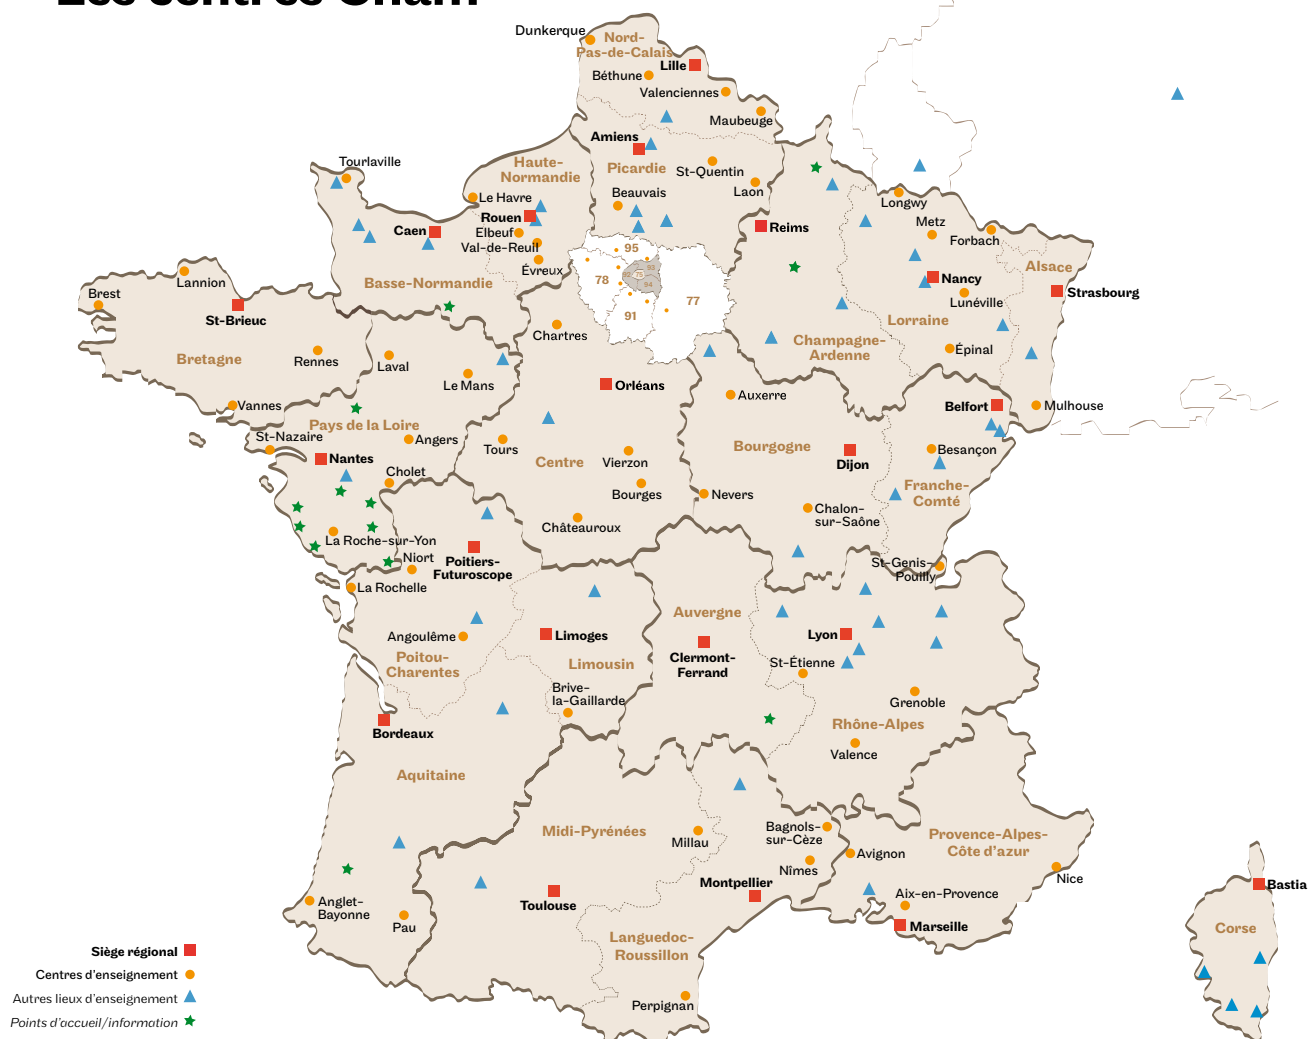 Dunkerque
Nord-
Pas-de-Calais
Lille
Béthune
Valenciennes
Maubeuge
Amiens
Picardie
St-Quentin
Laon
Beauvais
Tourlaville
Haute-
Normandie
Le Havre
Rouen
Elbeuf
Val-de-Reuil
Évreux
Caen
Basse-Normandie
Reims
Longwy
Metz
Forbach
Alsace
Nancy
Lunéville
Strasbourg
Lorraine
Épinal
Champagne-
Ardenne
95
78
93
92
75
94
77
91
Lannion
Brest
St-Brieuc
Bretagne
Rennes
Vannes
Laval
Le Mans
Chartres
Orléans
Auxerre
Belfort
Mulhouse
Pays de la Loire
St-Nazaire
Angers
Nantes
Cholet
Tours
Centre
Vierzon
Bourges
Châteauroux
Bourgogne
Dijon
Nevers
Chalon-
sur-Saône
Besançon
Franche-
Comté
La Roche-sur-Yon
Niort
Poitiers-
Futuroscope
La Rochelle
Angoulême
Poitou-
Charentes
St-Genis-
Pouilly
Auvergne
Limoges
Limousin
Clermont-
Ferrand
Brive-
la-Gaillarde
Lyon
St-Étienne
Grenoble
Rhône-Alpes
Valence
Bordeaux
Aquitaine
Midi-Pyrénées
Millau
Bagnols-
sur-Cèze
Nîmes
Avignon
Provence-Alpes-
Côte d'azur
Nice
Montpellier
Toulouse
Aix-en-Provence
Marseille
Anglet-
Bayonne
Pau
Languedoc-
Roussillon
Perpignan
Bastia
Corse
Siège régional
Centres d'enseignement
Autres lieux d'enseignement
Points d'accueil/information